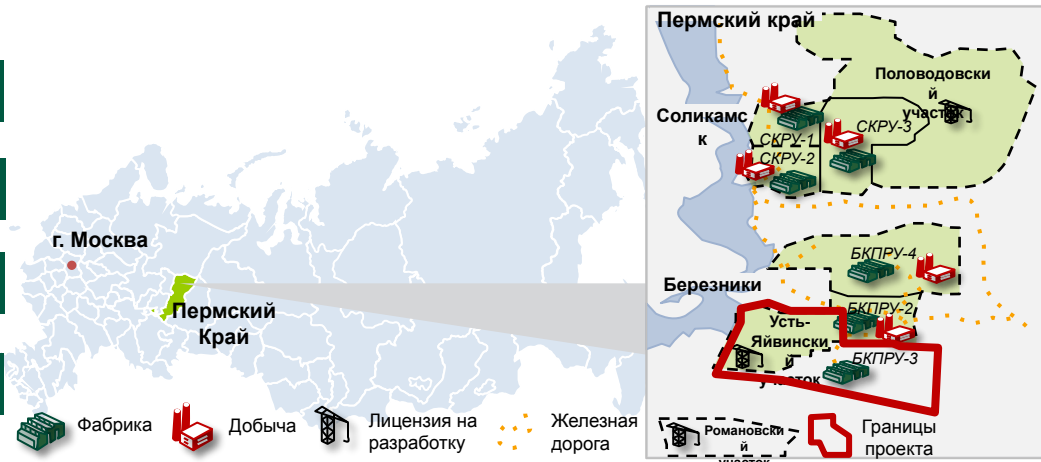 Пермский край
Половодовски
й
участок
Соликамс
к
СКРУ-1
СКРУ-2
СКРУ-3
г. Москва
Пермский
Край
БКПРУ-4
Березники
БКПРУ-2
Усть-
Яйвински
й
участок
БКПРУ-3
Фабрика
Добыча
Лицензия на
разработку
Железная
дорога
Романовски
й
участок
Границы
проекта